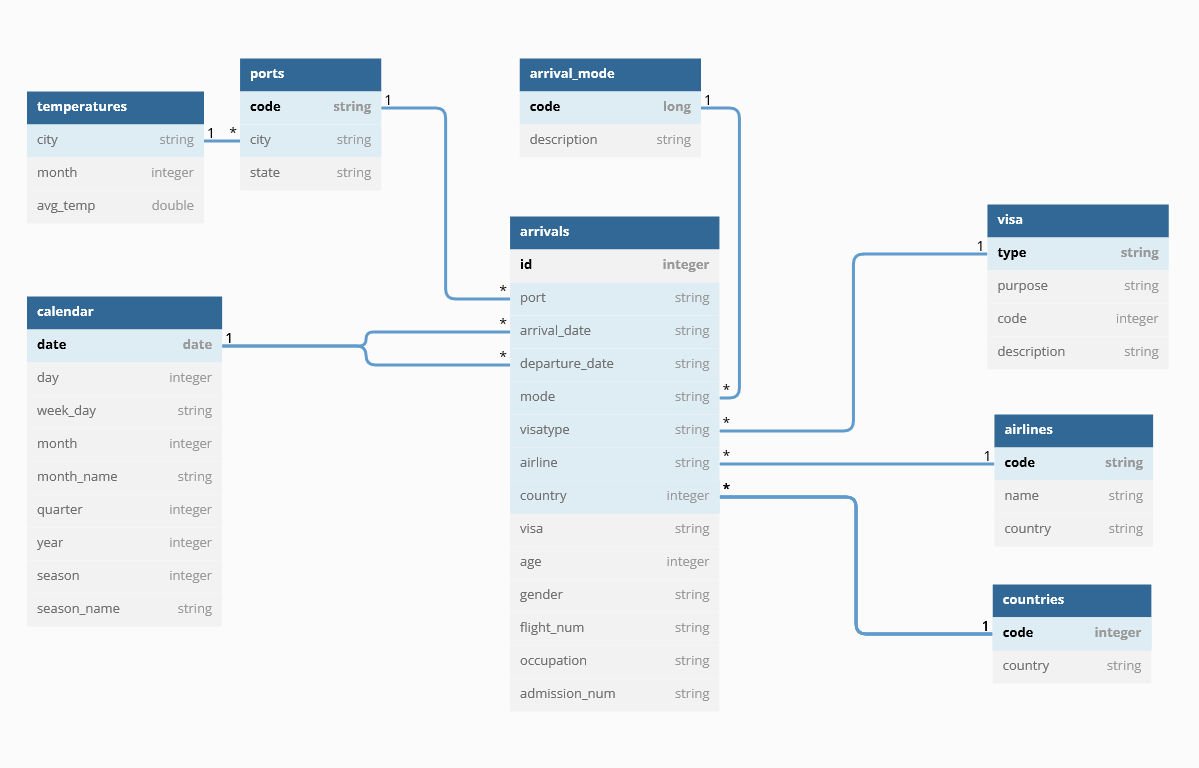 ports
code string
city string
state string
1
arrival_mode
code long
description string
1
temperatures
city string
month integer
avg_temp double
1 *
arrivals
id integer
port string
arrival_date string
departure_date string
mode string
visatype string
airline string
country integer
visa string
age integer
gender string
flight_num string
occupation string
admission_num string
*
*
*
*
*
*
*
visa
type string
purpose string
code integer
description string
1
calendar
date date
day integer
week_day string
month integer
month_name string
quarter integer
year integer
season integer
season_name string
1
airlines
code string
name string
country string
1
countries
code integer
country string
1